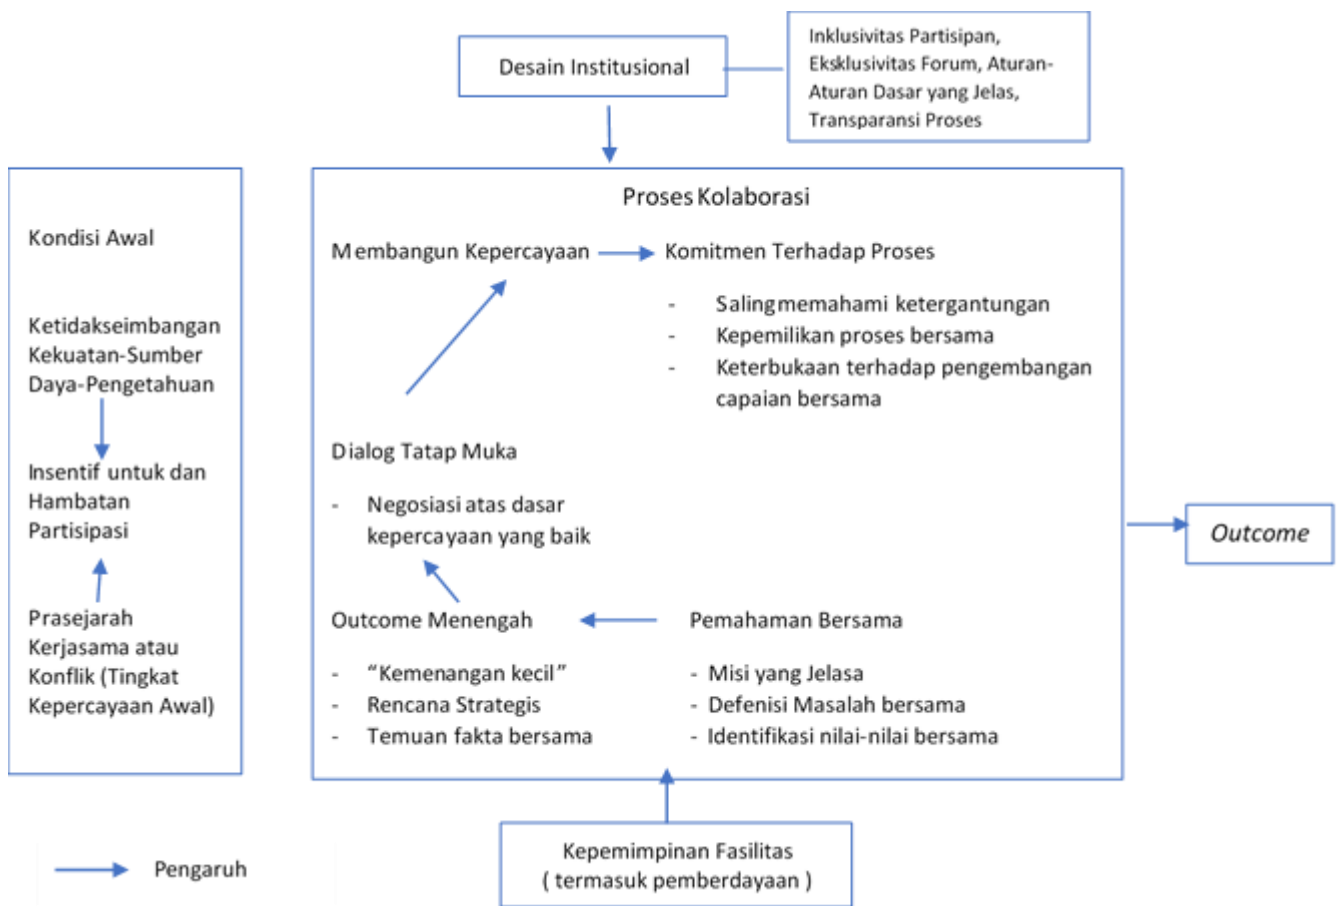 Desain Institusional
Inklusivitas Partisipan,
Eksklusivitas Forum, Aturan-
Aturan Dasar yang Jelas,
Transparansi Proses
Kondisi Awal
Ketidakseimbangan
Kekuatan-Sumber
Daya-Pengetahuan
Insentif untuk dan
Hambatan
Partisipasi
Prasejarah
Kerjasama atau
Konflik (Tingkat
Kepercayaan Awal)
Proses Kolaborasi
Membangun Kepercayaan
Komitmen Terhadap Proses
- Saling memahami ketergantungan
- Kepemilikan proses bersama
- Keterbukaan terhadap pengembangan
capaian bersama
Dialog Tatap Muka
- Negosiasi atas dasar
kepercayaan yang baik
Outcome Menengah
- “Kemenangan kecil”
- Rencana Strategis
- Temuan fakta bersama
Pemahaman Bersama
- Misi yang Jelasa
- Defenisi Masalah bersama
- Identifikasi nilai-nilai bersama
Outcome
Kepemimpinan Fasilitas
( termasuk pemberdayaan )
Pengaruh